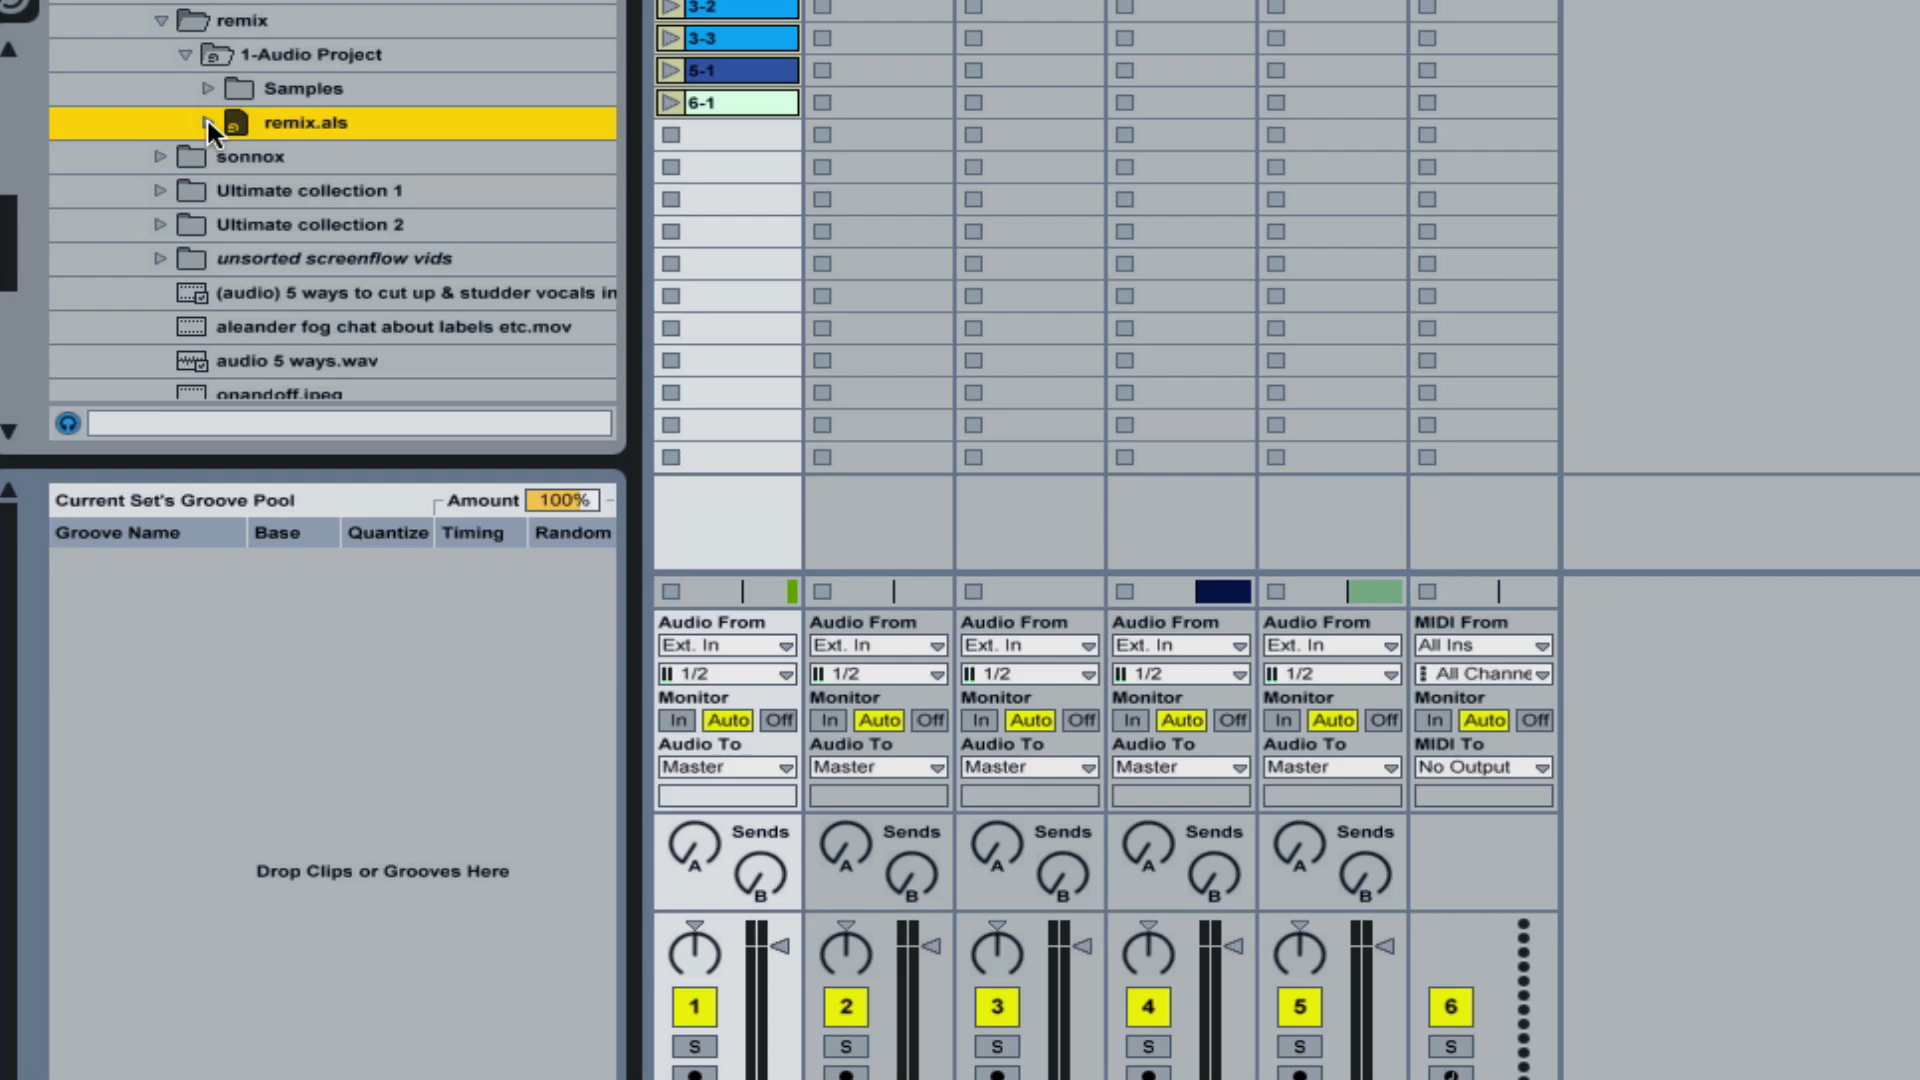 remix
1-Audio Project
Samples
remix.als
sonnox
Ultimate collection 1
Ultimate collection 2
unsorted screenflow vids
(audio) 5 ways to cut up & studder vocals in
aleander fog chat about labels etc.mov
audio 5 ways.wav
onandoff.jpeg
3-2
3-3
5-1
6-1
Current Set's Groove Pool Amount 100%
Groove Name Base Quantize Timing Random
Drop Clips or Grooves Here
Audio From Audio From Audio From Audio From Audio From MIDI From
Ext. In Ext. In Ext. In Ext. In Ext. In All Ins
1/2 1/2 1/2 1/2 1/2 All Channe
Monitor Monitor Monitor Monitor Monitor Monitor
In Auto Off In Auto Off In Auto Off In Auto Off In Auto Off In Auto Off
Audio To Audio To Audio To Audio To Audio To MIDI To
Master Master Master Master Master No Output
Sends Sends Sends Sends Sends
A A A A A
B B B B B
1 2 3 4 5 6
S S S S S S